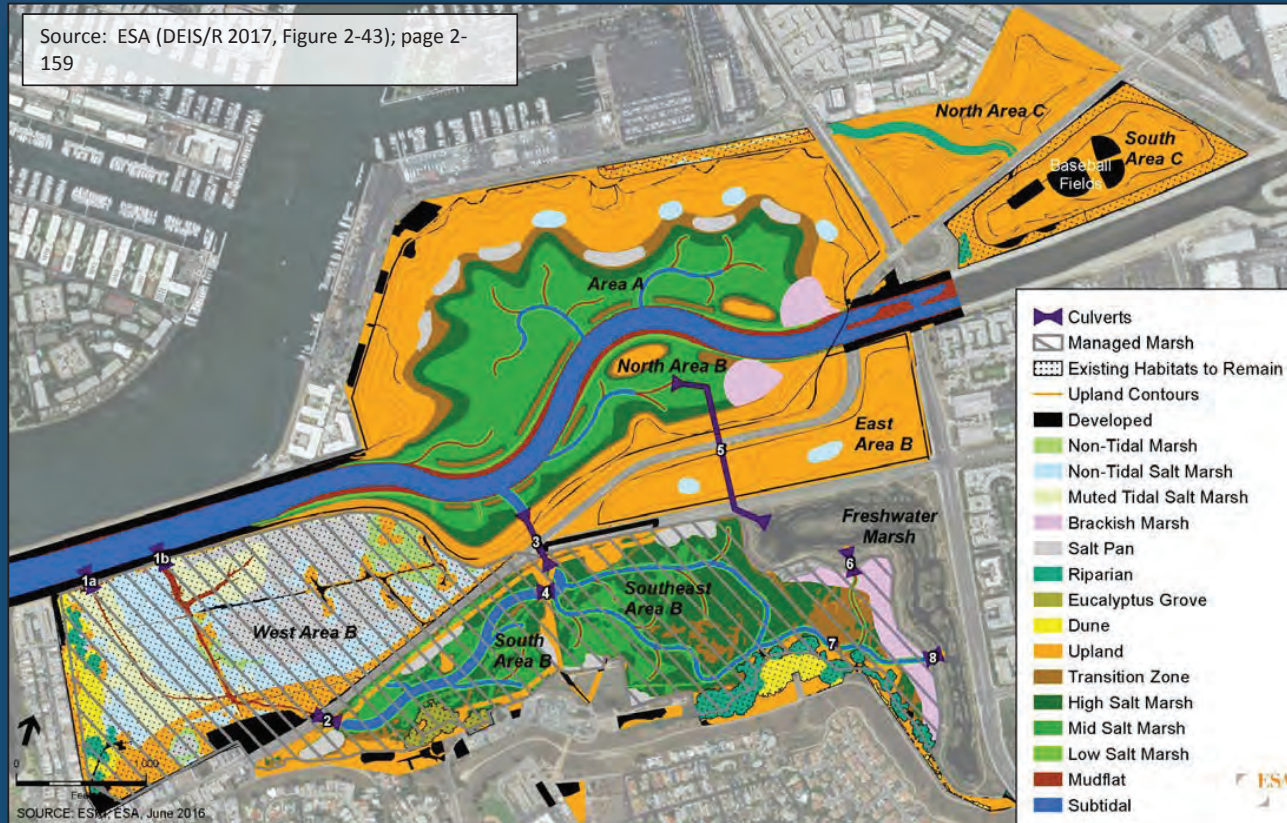 Source: ESA (DEIS/R 2017, Figure 2-43); page 2-
159
North Area C
South
Area C
Baseball
Fields
Area A
North Area B
East
Area B
5
Freshwater
Marsh
3
1b
1a
6
4
Southeast
Area B
West Area B
South
Area B
7
8
2
Culverts
Managed Marsh
Existing Habitats to Remain
Upland Contours
Developed
Non-Tidal Marsh
Non-Tidal Salt Marsh
Muted Tidal Salt Marsh
Brackish Marsh
Salt Pan
Riparian
Eucalyptus Grove
Dune
Upland
Transition Zone
High Salt Marsh
Mid Salt Marsh
Low Salt Marsh
Mudflat
Subtidal
0
SOURCE: ESRI, ESA, June 2016
ESA